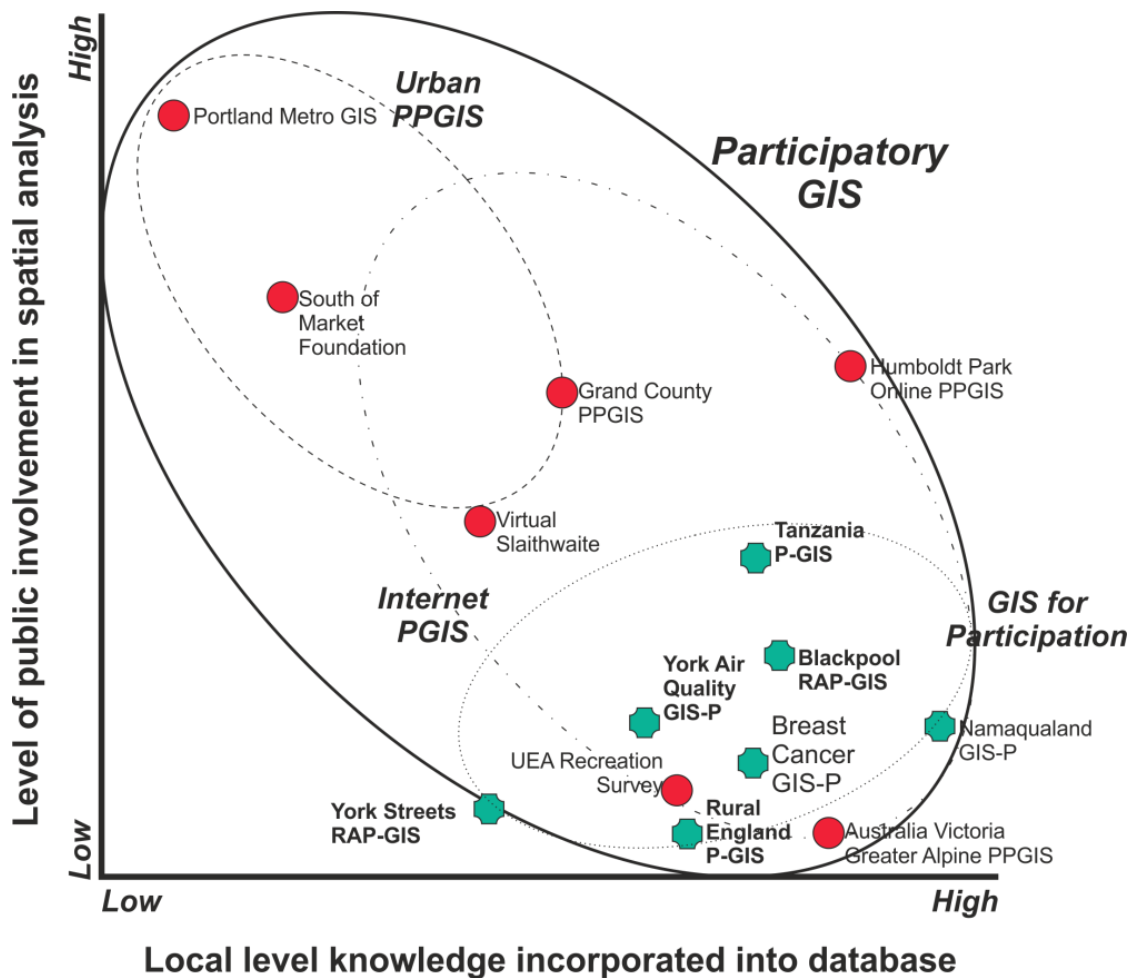 High
Level of public involvement in spatial analysis
Low
Portland Metro GIS
Urban
PPGIS
Participatory
GIS
South of
Market
Foundation
Grand County
PPGIS
Humboldt Park
Online PPGIS
Virtual
Slaithwaite
Tanzania
P-GIS
Internet
PGIS
GIS for
Participation
York Air
Quality
GIS-P
Blackpool
RAP-GIS
Breast
Cancer
GIS-P
Namaqualand
GIS-P
UEA Recreation
Survey
York Streets
RAP-GIS
Rural
England
P-GIS
Australia Victoria
Greater Alpine PPGIS
Low
High
Local level knowledge incorporated into database